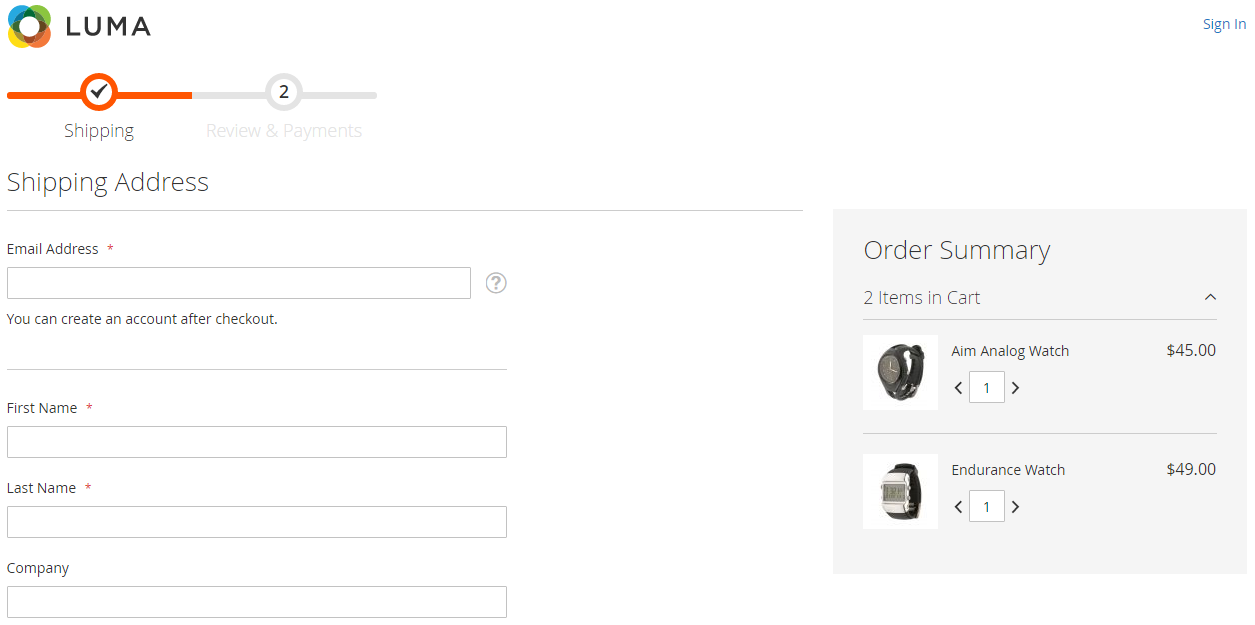 LUMA
Sign In
2
Shipping
Review & Payments
Shipping Address
Email Address *
?
You can create an account after checkout.
First Name *
Last Name *
Company
Order Summary
2 Items in Cart
Aim Analog Watch $45.00
1
Endurance Watch $49.00
1